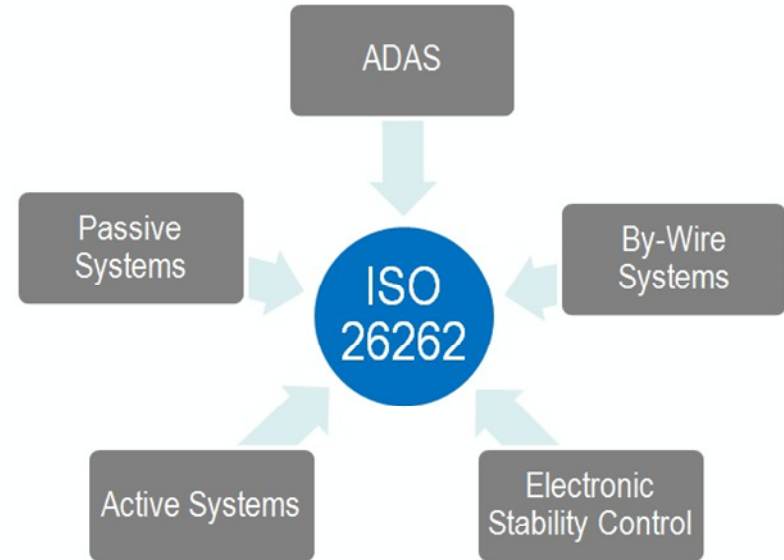 ADAS
Passive
Systems
By-Wire
Systems
ISO
26262
Active Systems
Electronic
Stability Control